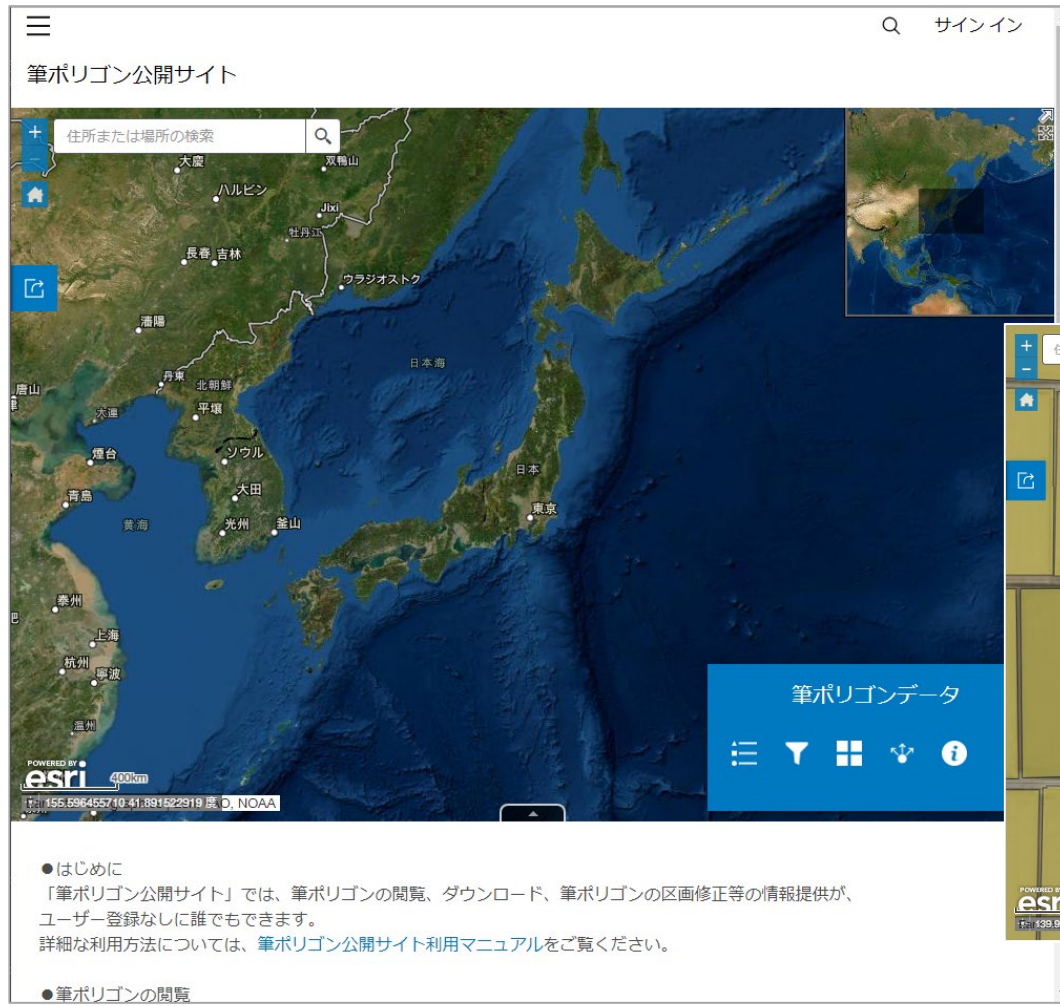 サイン イン
筆ポリゴン公開サイト
+
住所または場所の検索
−
大慶
双鴨山
ハルビン
Jixi
牡丹江
長春
吉林
ウラジオストク
瀋陽
日本海
丹東
北朝鮮
唐山
大連
平壌
煙台
ソウル
日本
青島
大田
東京
黄海
光州
釜山
泰州
上海
杭州
寧波
温州
筆ポリゴンデータ
POWERED BY
esri
400km
155.596455710 41.891522919 度
O, NOAA
+
−
POWERED BY
esr
139.9
●はじめに
「筆ポリゴン公開サイト」では、筆ポリゴンの閲覧、ダウンロード、筆ポリゴンの区画修正等の情報提供が、
ユーザー登録なしに誰でもできます。
詳細な利用方法については、筆ポリゴン公開サイト利用マニュアルをご覧ください。
●筆ポリゴンの閲覧